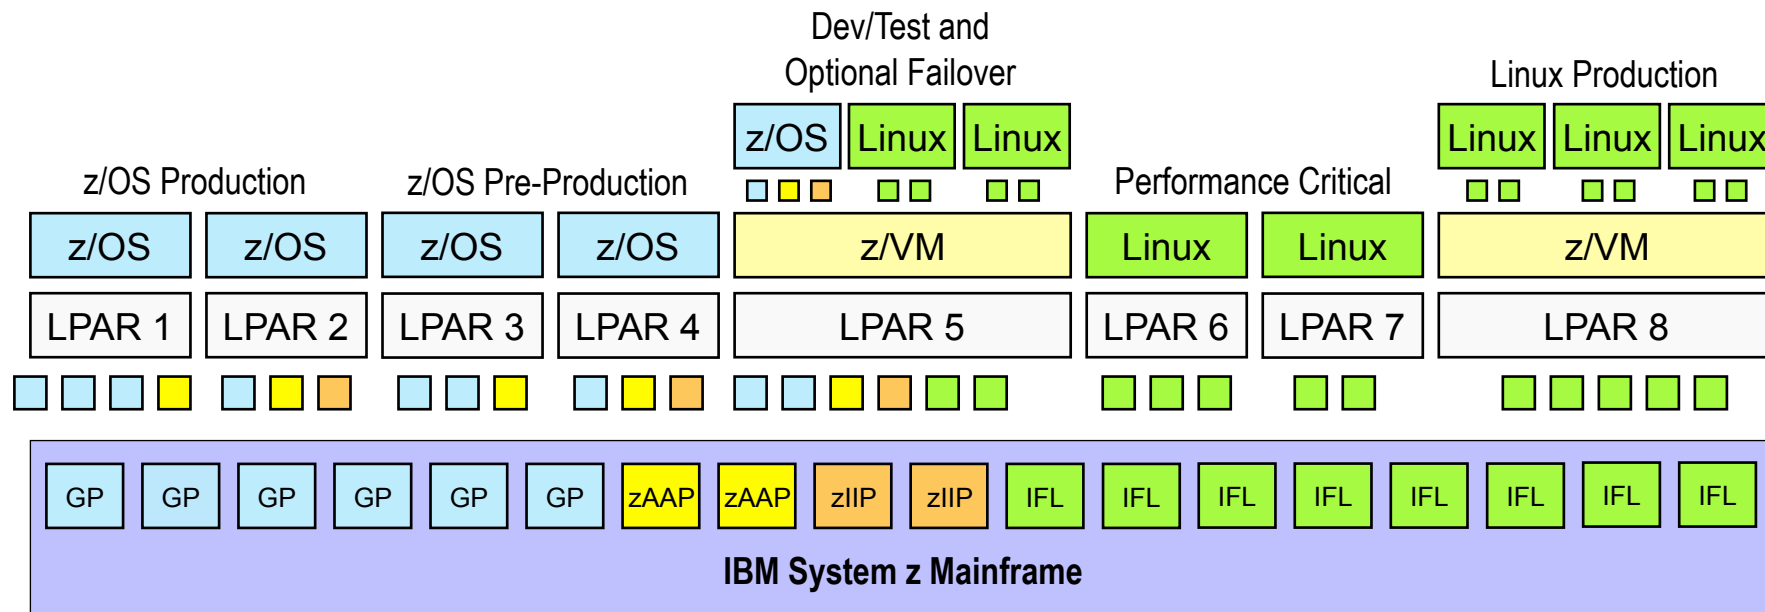 Dev/Test and
Optional Failover
Linux Production
z/OS Linux Linux
Linux Linux Linux
z/OS Production
z/OS Pre-Production
Performance Critical
z/OS z/OS z/OS z/OS z/VM Linux Linux z/VM
LPAR 1 LPAR 2 LPAR 3 LPAR 4 LPAR 5 LPAR 6 LPAR 7 LPAR 8
GP GP GP GP GP GP zAAP zAAP zIIP zIIP IFL IFL IFL IFL IFL IFL IFL IFL
IBM System z Mainframe